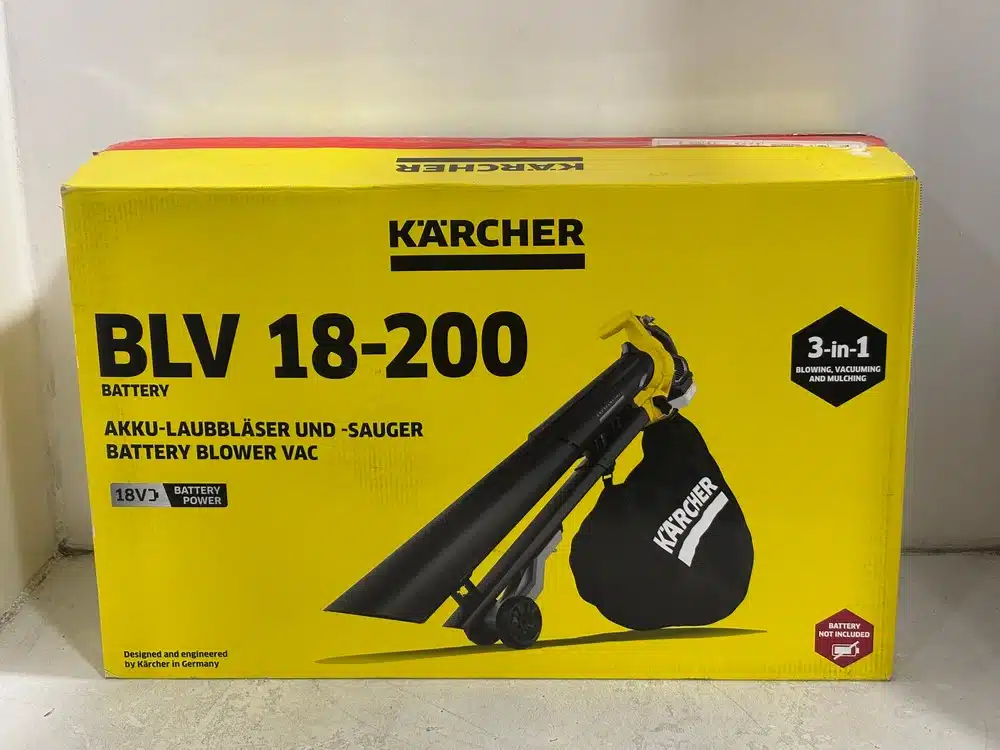 KÄRCHER
KÄRCHER
BLV 18-200
BATTERY
3-in-1
BLOWING, VACUUMING
AND MULCHING
AKKU-LAUBBLÄSER UND -SAUGER
BATTERY BLOWER VAC
18V
BATTERY
POWER
KÄRCHER
BATTERY
NOT INCLUDED
Designed and engineered
by Kärcher in Germany